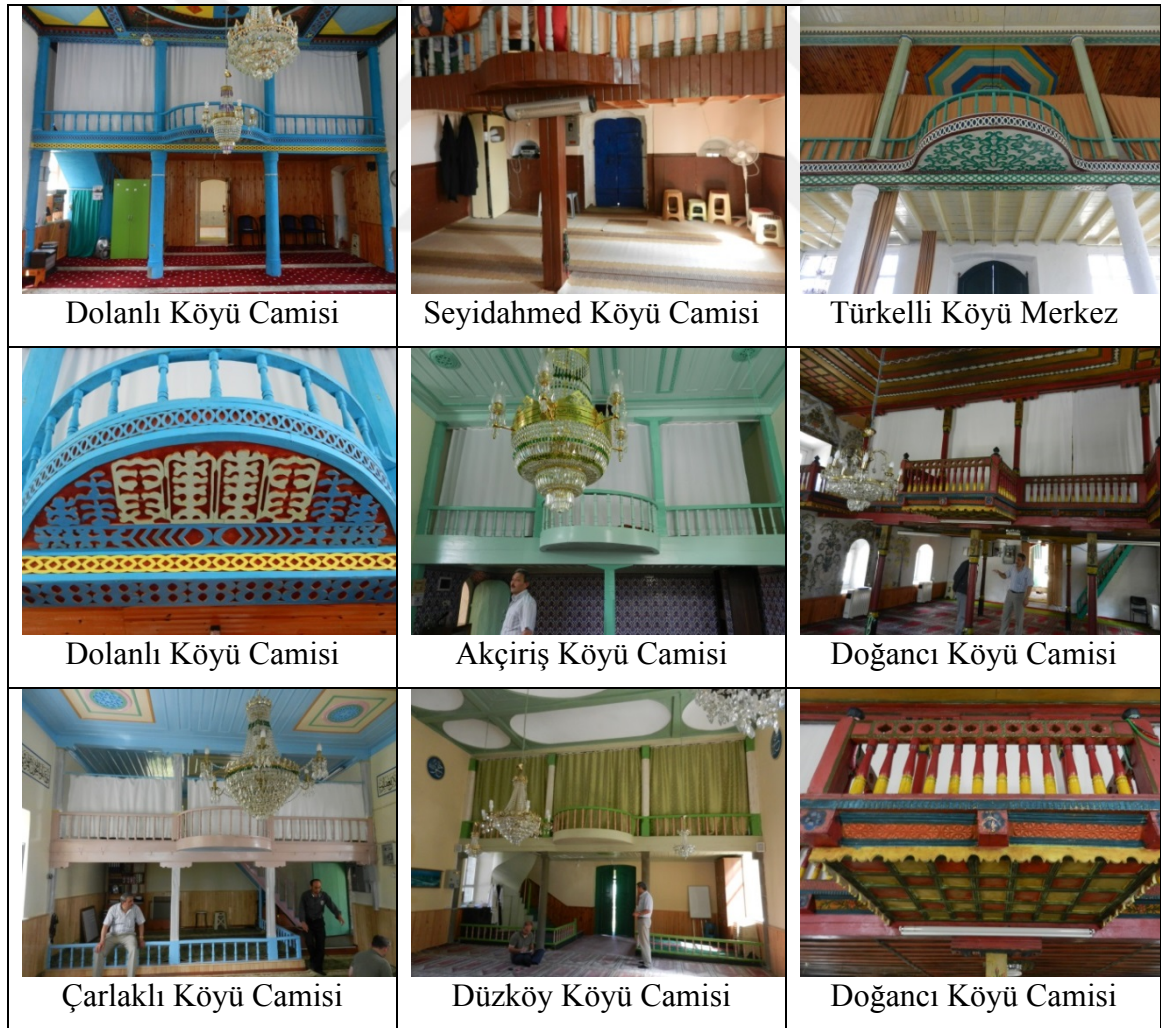 Dolanlı Köyü Camisi
Seyidahmed Köyü Camisi
Türkelli Köyü Merkez
Dolanlı Köyü Camisi
Akçiriş Köyü Camisi
Doğancı Köyü Camisi
Çarlaklı Köyü Camisi
Düzköy Köyü Camisi
Doğancı Köyü Camisi